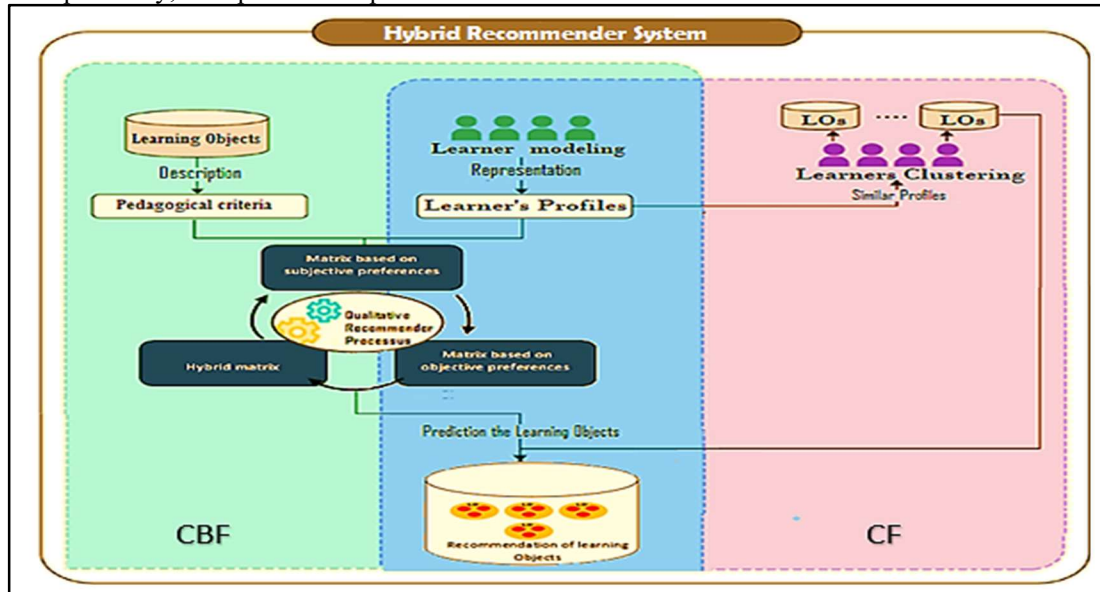 Hybrid Recommender System
Learning Objects
Description
Pedagogical criteria
Learner modeling
Representation
Learner's Profiles
LOs ···· LOs
Learners Clustering
Similar Profiles
Matrix based on
subjective preferences
Qualitative
Recommender
Processus
Hybrid matrix
Matrix based on
objective preferences
Prediction the Learning Objects
Recommendation of learning
Objects
CBF
CF